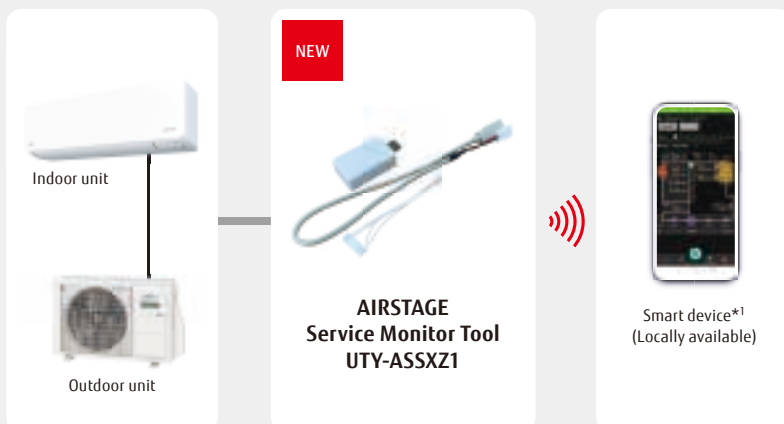 NEW
Indoor unit
Outdoor unit
AIRSTAGE
Service Monitor Tool
UTY-ASSXZ1
Smart device*1
(Locally available)